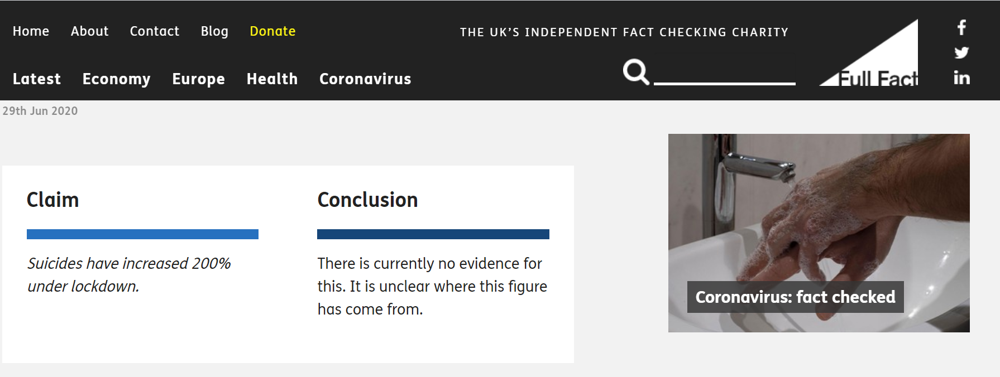 Home About Contact Blog Donate
THE UK'S INDEPENDENT FACT CHECKING CHARITY
Latest Economy Europe Health Coronavirus
Full Fact
f
in
29th Jun 2020
Claim
Suicides have increased 200%
under lockdown.
Conclusion
There is currently no evidence for
this. It is unclear where this figure
has come from.
Coronavirus: fact checked